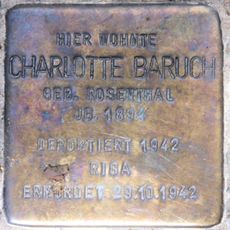 HIER WOHNTE
CHARLOTTE BARUCH
GEB. ROSENTHAL
JG. 1894
DEPORTIERT 1942
RIGA
ERMORDET 29.10.1942